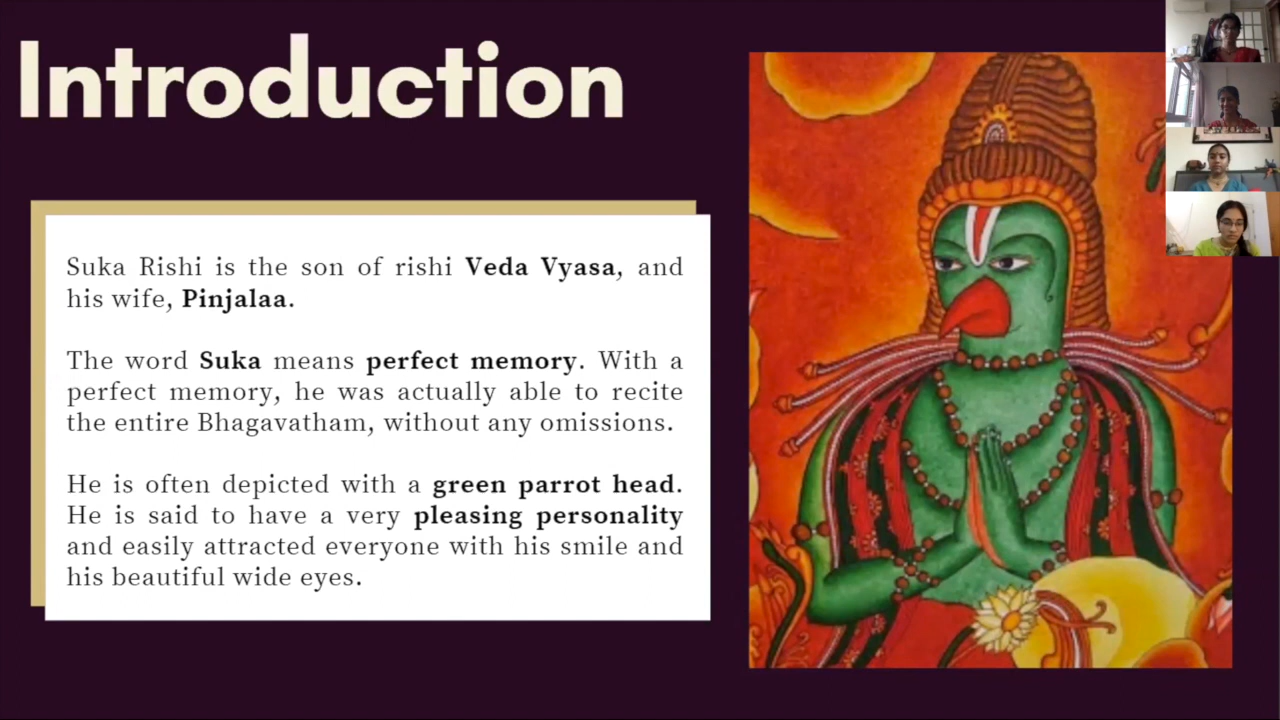 Introduction
Suka Rishi is the son of rishi Veda Vyasa, and
his wife, Pinjalaa.
The word Suka means perfect memory. With a
perfect memory, he was actually able to recite
the entire Bhagavatham, without any omissions.
He is often depicted with a green parrot head.
He is said to have a very pleasing personality
and easily attracted everyone with his smile and
his beautiful wide eyes.